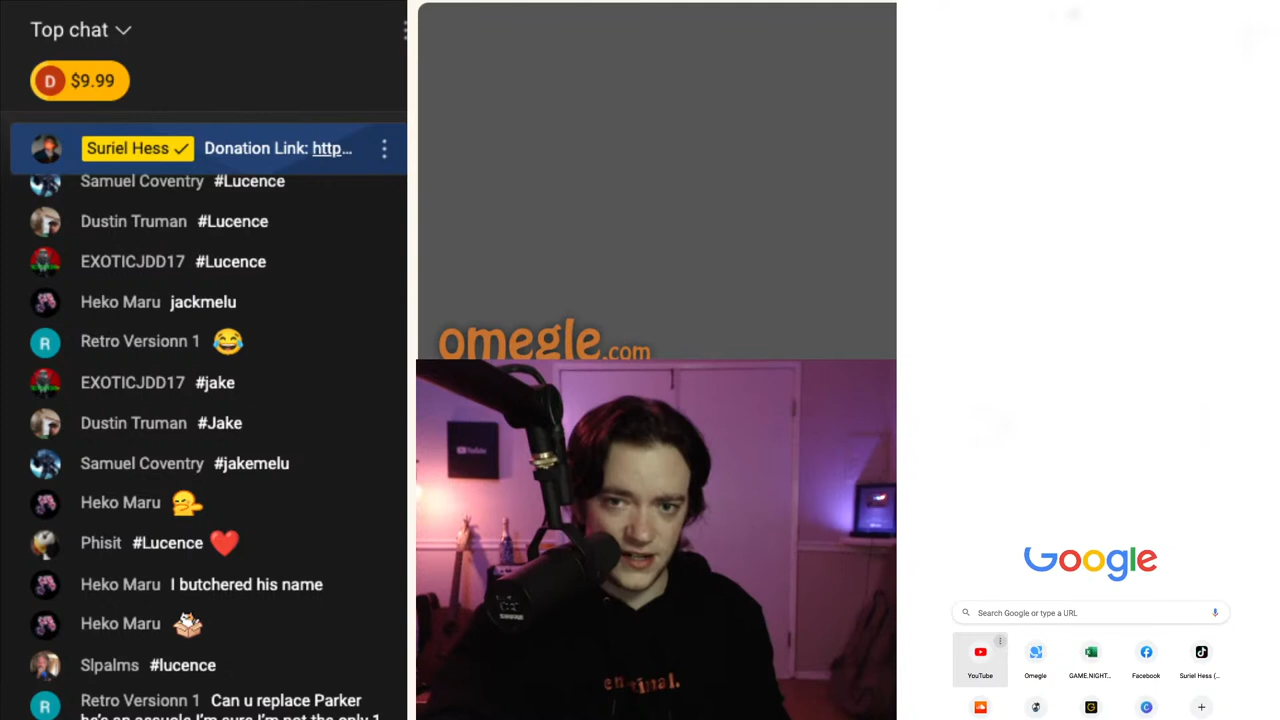 Top chat
D $9.99
Suriel Hess Donation Link: http...
Samuel Coventry #Lucence
Dustin Truman #Lucence
EXOTICJDD17 #Lucence
Heko Maru jackmelu
R Retro Versionn 1 😂
EXOTICJDD17 #jake
Dustin Truman #Jake
Samuel Coventry #jakemelu
Heko Maru
Phisit #Lucence ❤️
Heko Maru I butchered his name
Heko Maru
Slpalms #lucence
R Retro Versionn 1 Can u replace Parker
omegle.com
YouTube
SHURE
Google
Search Google or type a URL
YouTube
Omegle
GAME.NIGHT...
Facebook
Suriel Hess (...